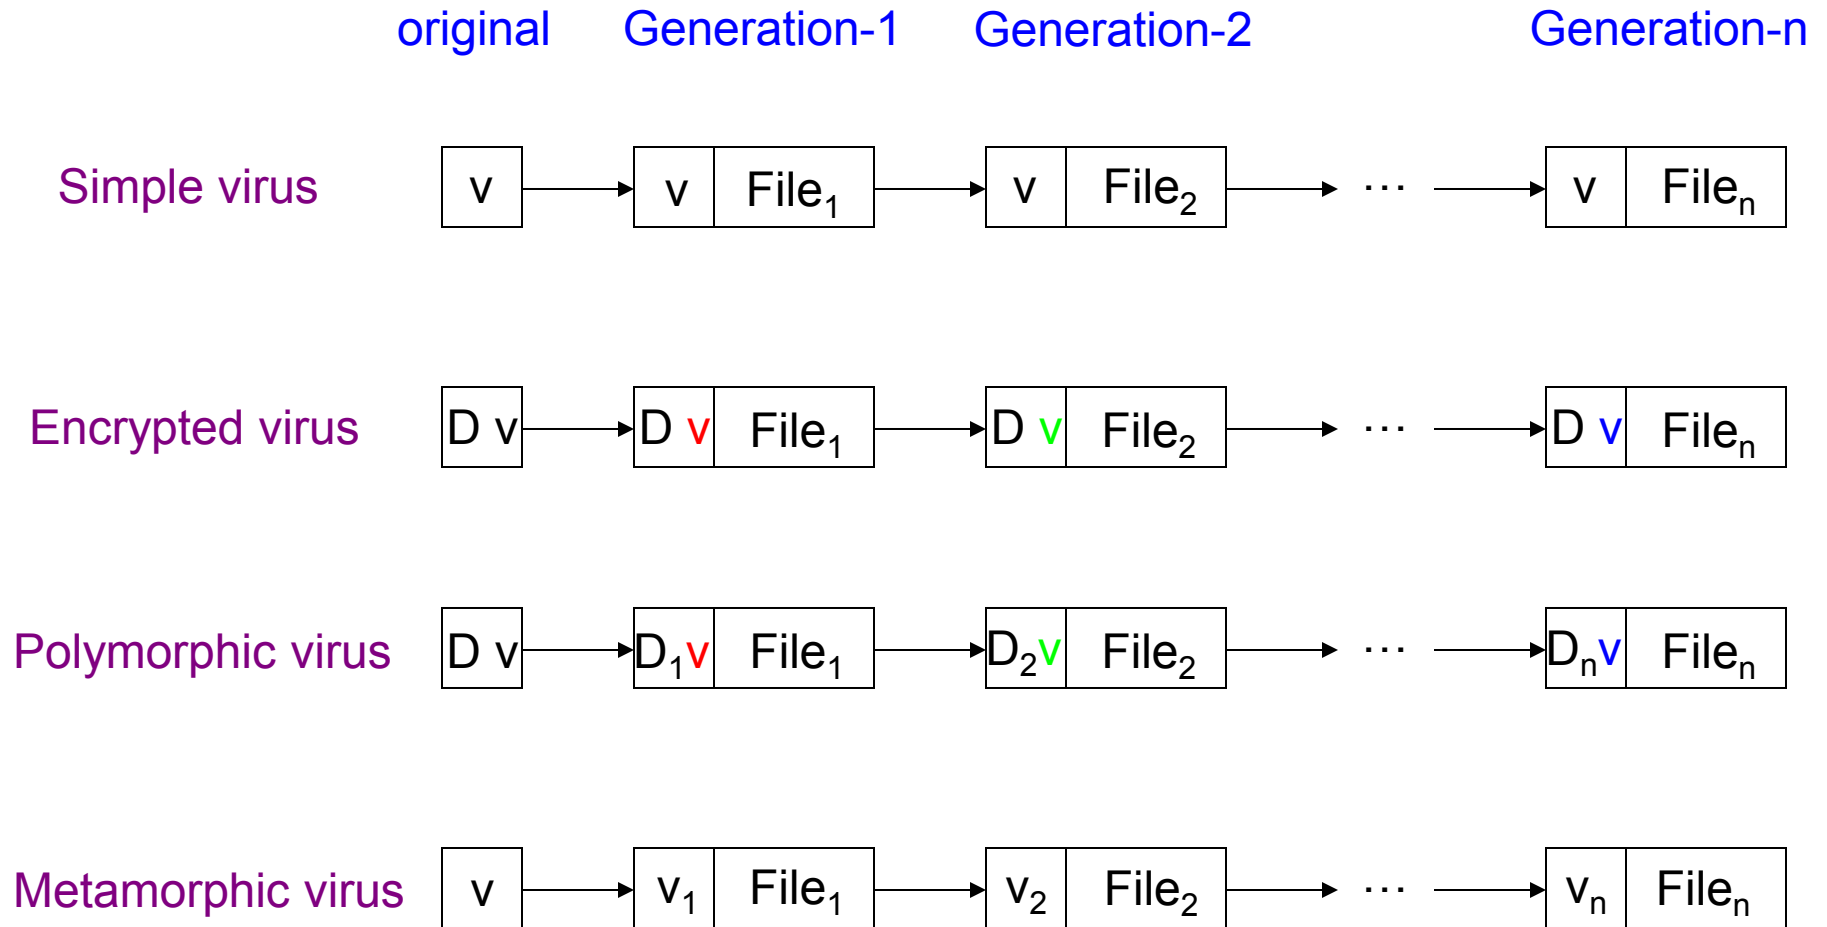 original Generation-1 Generation-2 Generation-n
Simple virus v v File₁ v File₂ ... v Fileₙ
Encrypted virus D v D v File₁ D v File₂ ... D v Fileₙ
Polymorphic virus D v D₁v File₁ D₂v File₂ ... Dₙv Fileₙ
Metamorphic virus v v₁ File₁ v₂ File₂ ... vₙ Fileₙ